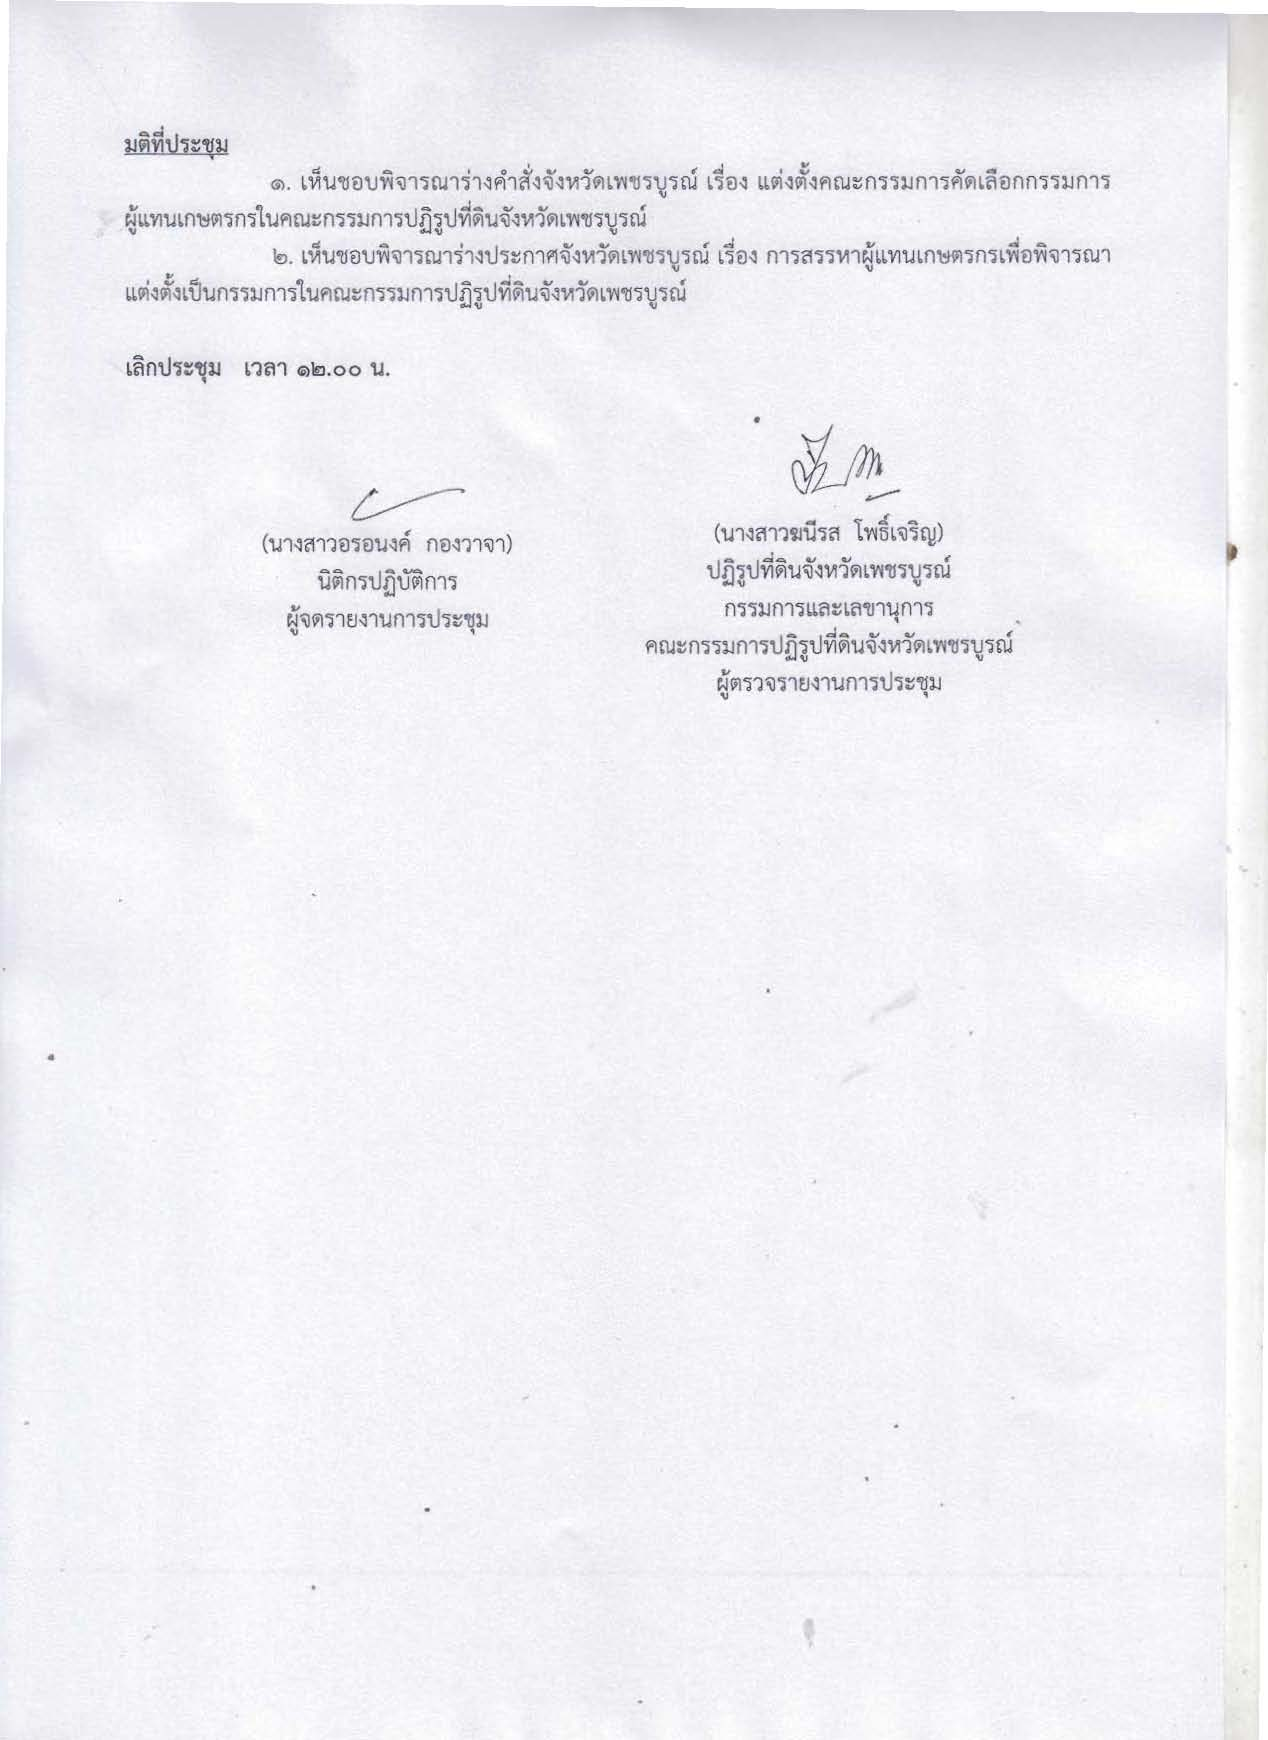 มติที่ประชุม
๑. เห็นชอบพิจารณาร่างคำสั่งจังหวัดเพชรบูรณ์ เรื่อง แต่งตั้งคณะกรรมการคัดเลือกกรรมการ
ผู้แทนเกษตรกรในคณะกรรมการปฏิรูปที่ดินจังหวัดเพชรบูรณ์
๒. เห็นชอบพิจารณาร่างประกาศจังหวัดเพชรบูรณ์ เรื่อง การสรรหาผู้แทนเกษตรกรเพื่อพิจารณา
แต่งตั้งเป็นกรรมการในคณะกรรมการปฏิรูปที่ดินจังหวัดเพชรบูรณ์
เลิกประชุม เวลา ๑๒.๐๐ น.
(นางสาวอรอนงค์ กองวาจา)
นิติกรปฏิบัติการ
ผู้จดรายงานการประชุม
(นางสาวฆนีรส โพธิ์เจริญ)
ปฏิรูปที่ดินจังหวัดเพชรบูรณ์
กรรมการและเลขานุการ
คณะกรรมการปฏิรูปที่ดินจังหวัดเพชรบูรณ์
ผู้ตรวจรายงานการประชุม